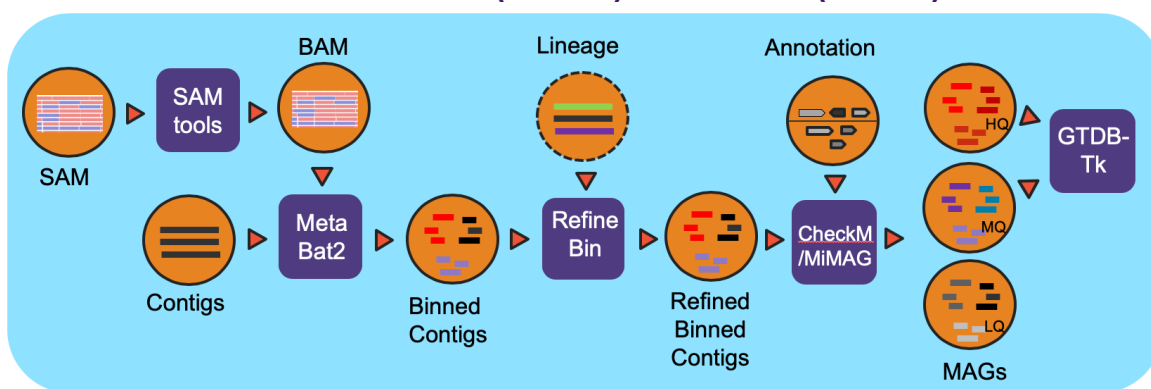 BAM
Lineage
Annotation
SAM
tools
SAM
HQ
GTDB-
Tk
Meta
Bat2
Refine
Bin
CheckM
/MiMAG
MQ
Contigs
Binned
Contigs
Refined
Binned
Contigs
LQ
MAGs